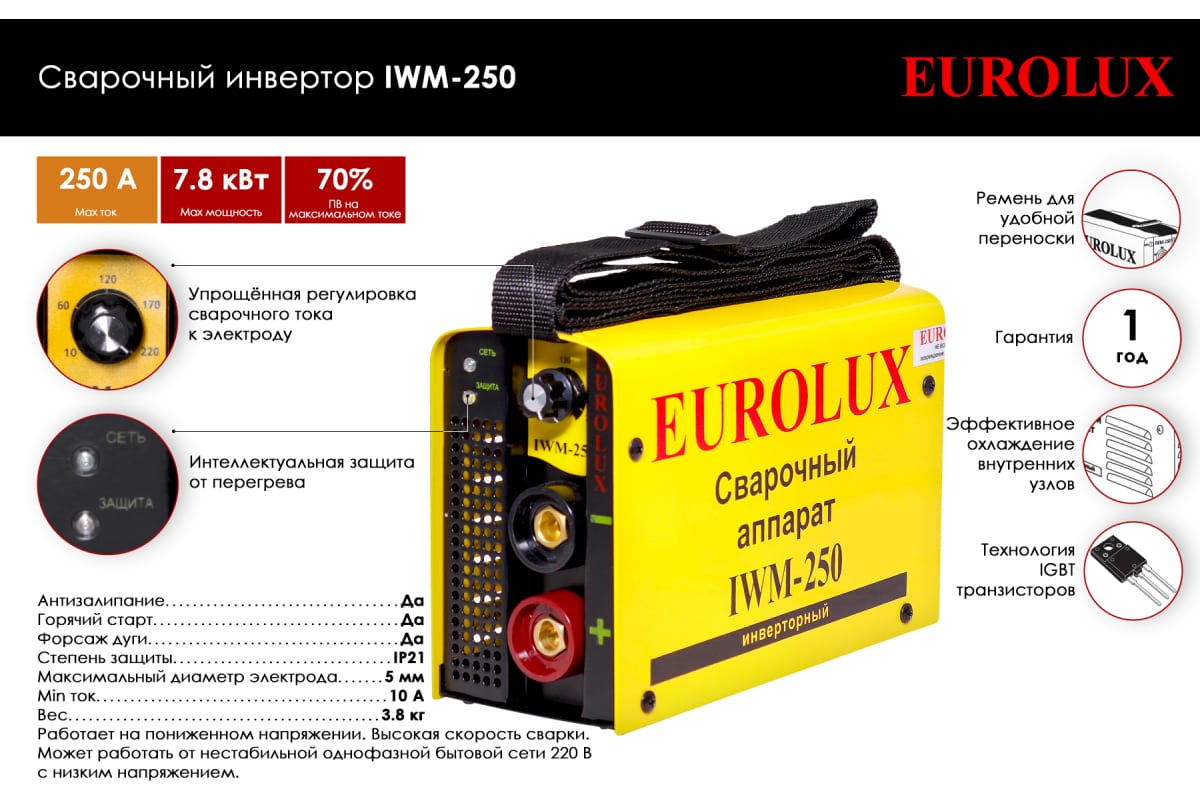 Сварочный инвертор IWM-250
EUROLUX
250 А
Max ток
7.8 кВт
Max мощность
70%
ПВ на
максимальном токе
10
60
120
170
220
Упрощённая регулировка
сварочного тока
к электроду
СЕТЬ
ЗАЩИТА
Интеллектуальная защита
от перегрева
СЕТЬ
ЗАЩИТА
IWM-25
EUROLUX
EUROLUX
Сварочный
аппарат
IWM-250
инверторный
–
+
Ремень для
удобной
переноски
UROLUX
Гарантия
1
год
Эффективное
охлаждение
внутренних
узлов
Технология
IGBT
транзисторов
Антизалипание................................Да
Горячий старт..................................Да
Форсаж дуги...................................Да
Степень защиты..............................IP21
Максимальный диаметр электрода.......5 мм
Min ток..........................................10 А
Вес.............................................3.8 кг
Работает на пониженном напряжении. Высокая скорость сварки.
Может работать от нестабильной однофазной бытовой сети 220 В
с низким напряжением.